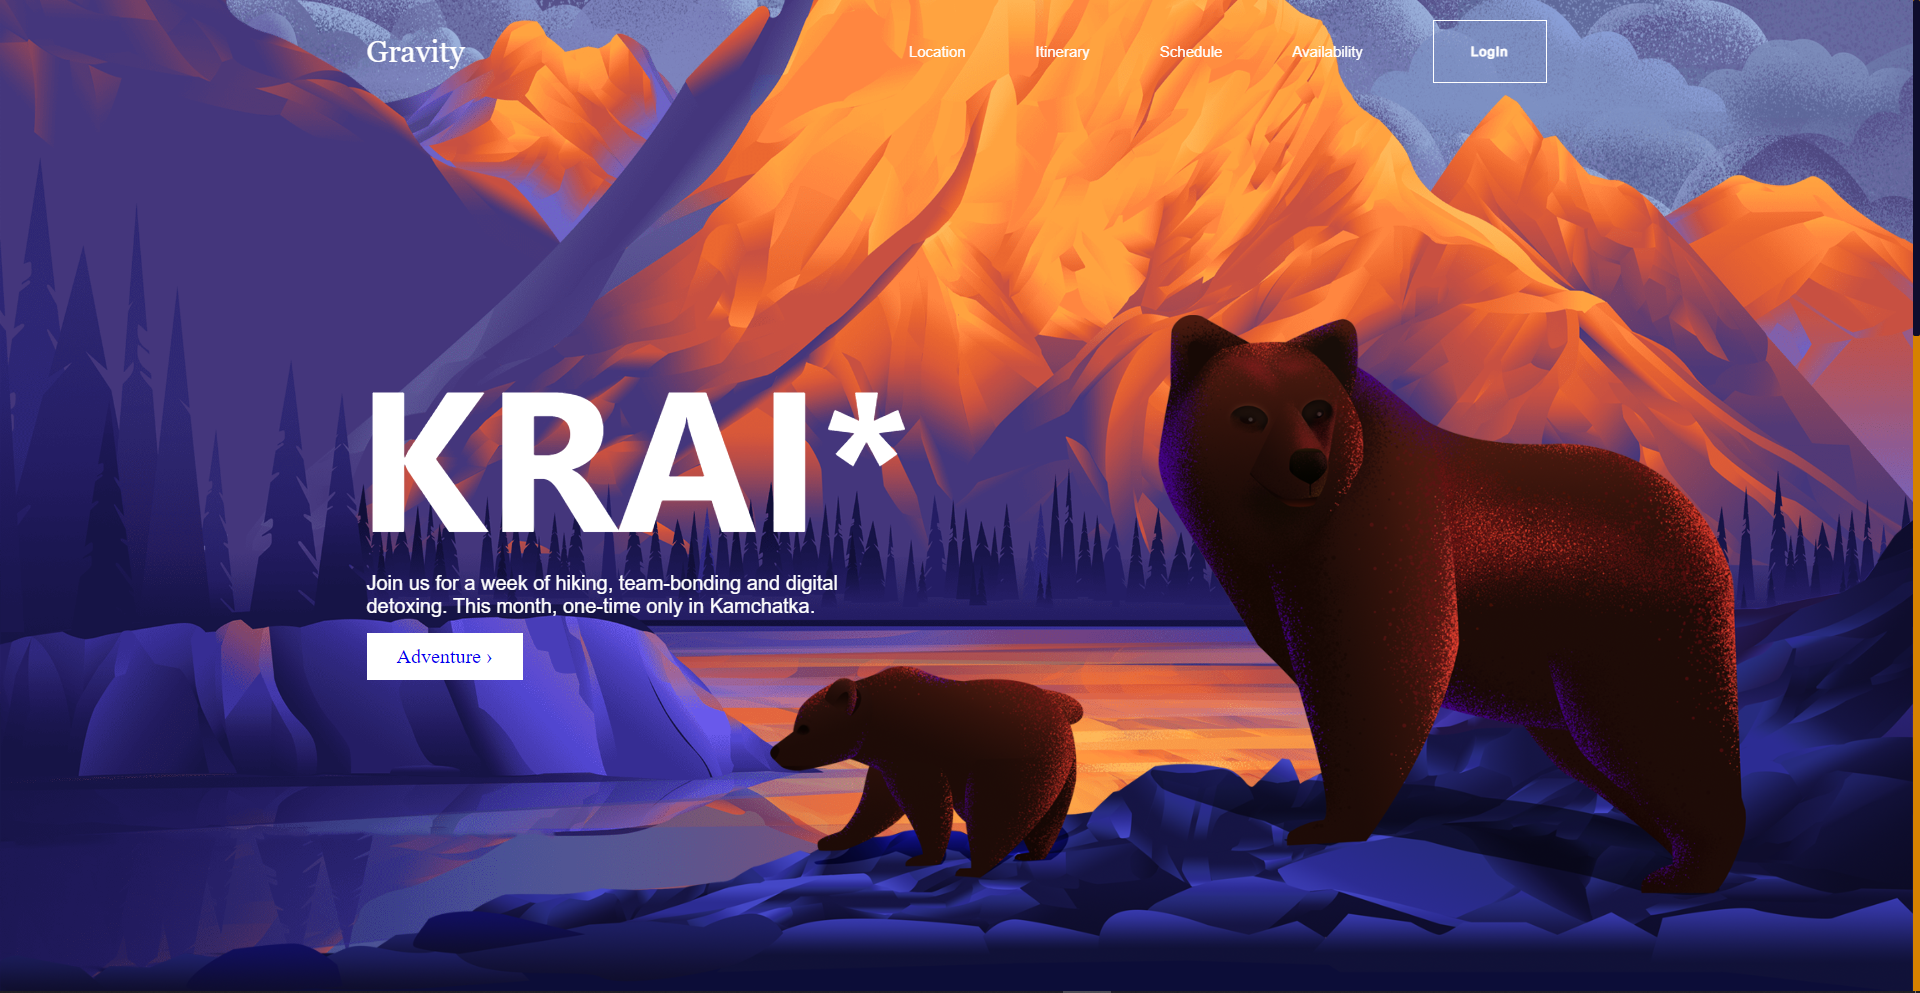 Gravity
Location
Itinerary
Schedule
Availability
LogIn
KRAI*
Join us for a week of hiking, team-bonding and digital
detoxing. This month, one-time only in Kamchatka.
Adventure ›